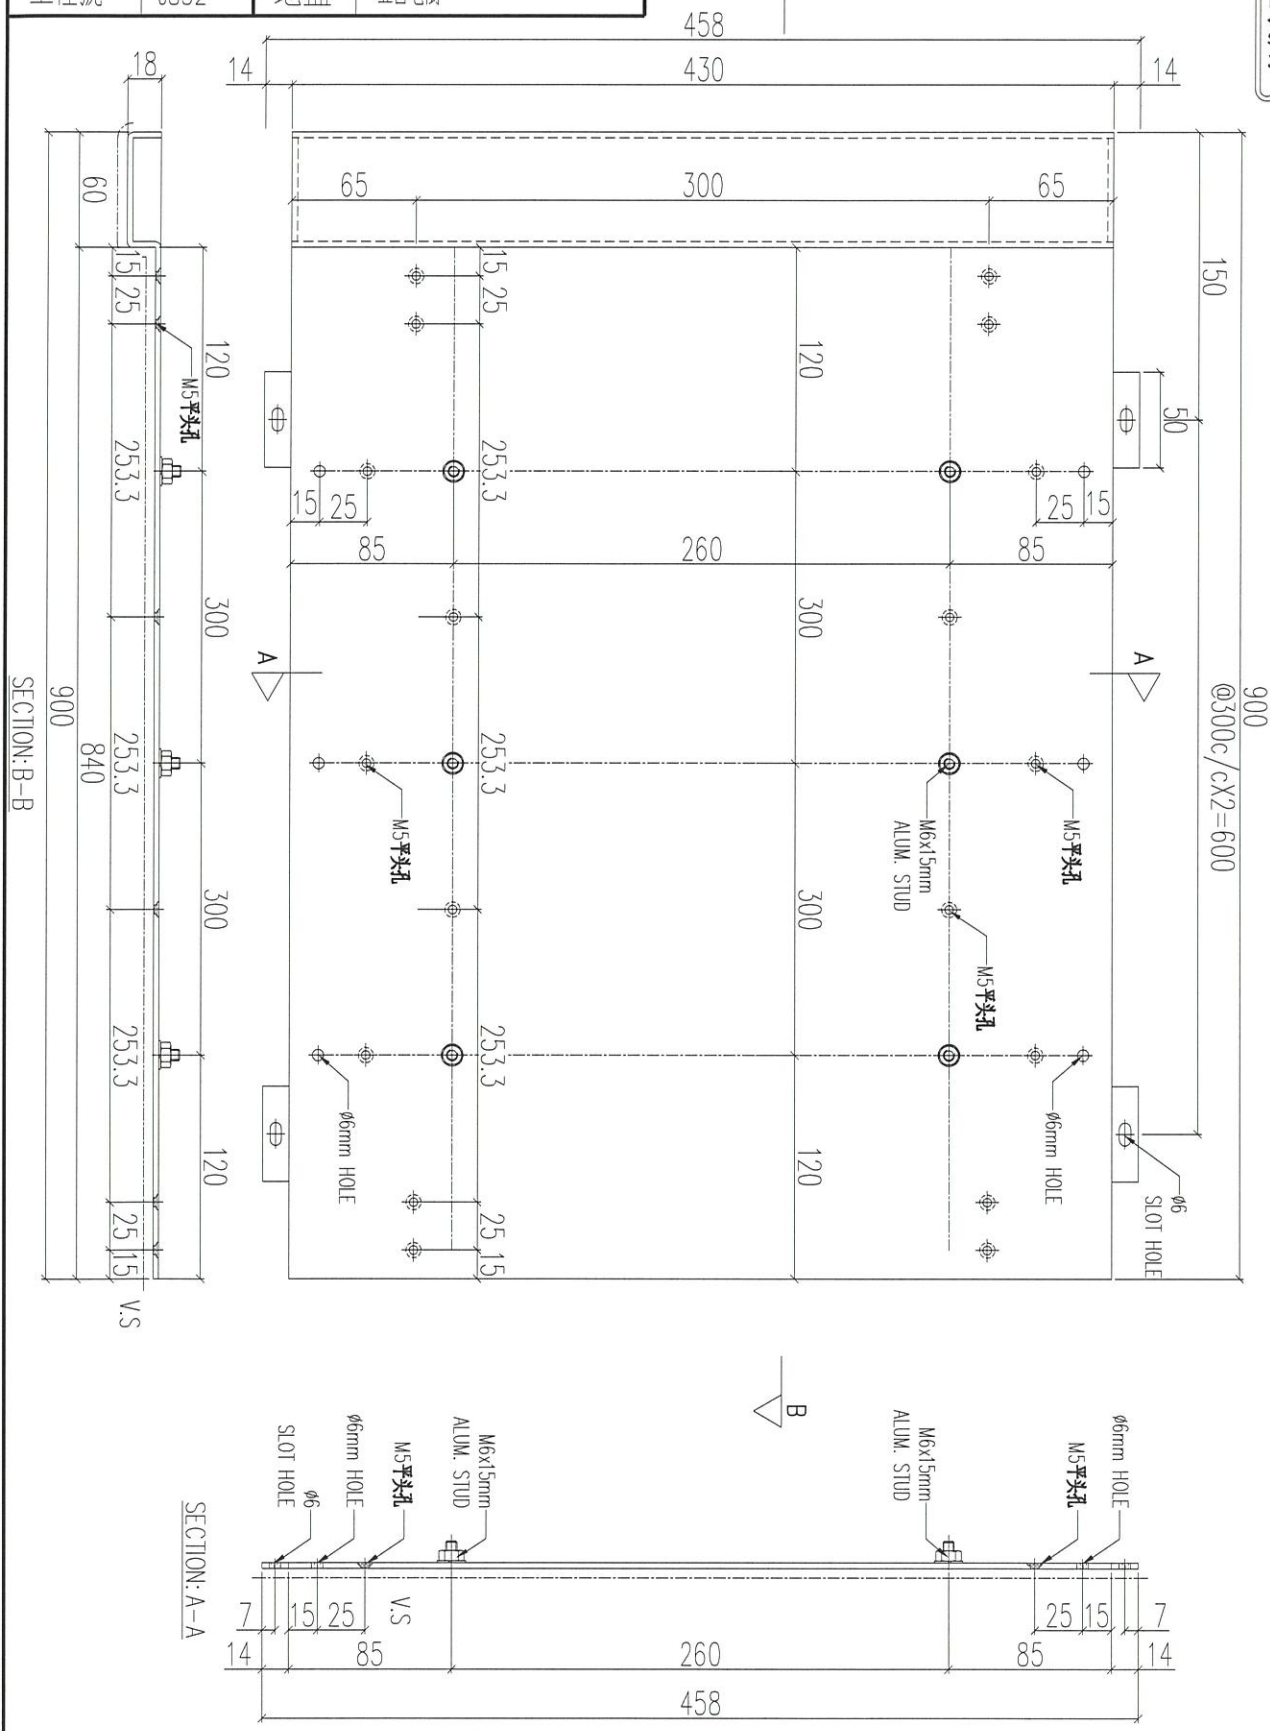 458
14
430
14
18
65
300
65
60
15
25
15
25
150
120
120
50
M5平头孔
253.3
253.3
15
25
25
15
85
260
85
300
300
A
A
900
@300c/cX2=600
900
840
SECTION:B-B
253.3
253.3
M6x15mm
ALUM. STUD
M5平头孔
M5平头孔
300
300
M5平头孔
253.3
253.3
Ø6mm HOLE
Ø6mm HOLE
120
120
Ø6
SLOT HOLE
25
15
25
15
V.S
B
SLOT HOLE
Ø6
Ø6mm HOLE
M5平头孔
M6x15mm
ALUM. STUD
M6x15mm
ALUM. STUD
M5平头孔
Ø6mm HOLE
SECTION: A-A
V.S
7
15
25
25
15
7
14
85
260
85
14
458